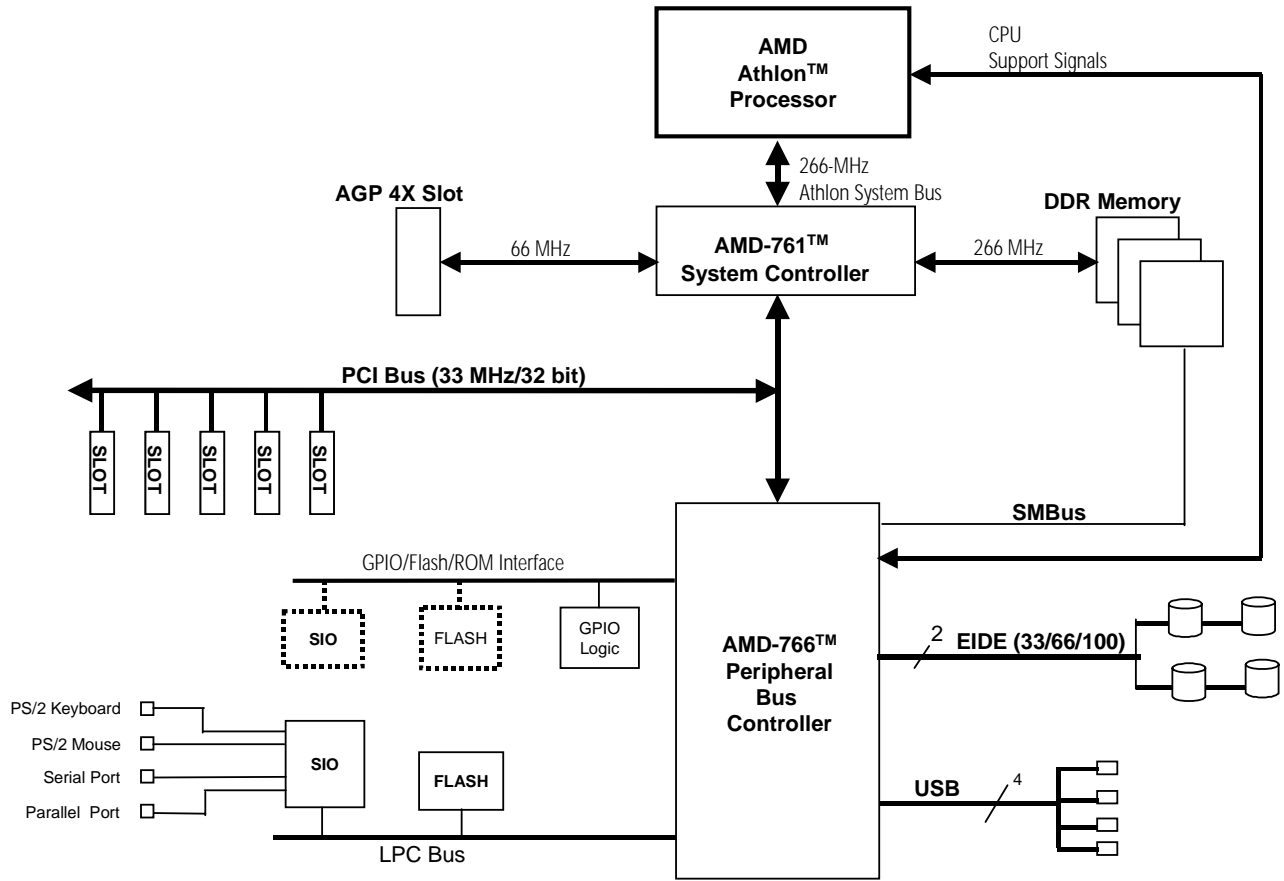 AMD
Athlon™
Processor
CPU
Support Signals
266-MHz
Athlon System Bus
AGP 4X Slot
DDR Memory
66 MHz
AMD-761™
System Controller
266 MHz
PCI Bus (33 MHz/32 bit)
SLOT
SLOT
SLOT
SLOT
SLOT
SMBus
GPIO/Flash/ROM Interface
SIO
FLASH
GPIO
Logic
AMD-766™
Peripheral
Bus
Controller
2
EIDE (33/66/100)
PS/2 Keyboard
PS/2 Mouse
Serial Port
Parallel Port
SIO
FLASH
USB
4
LPC Bus